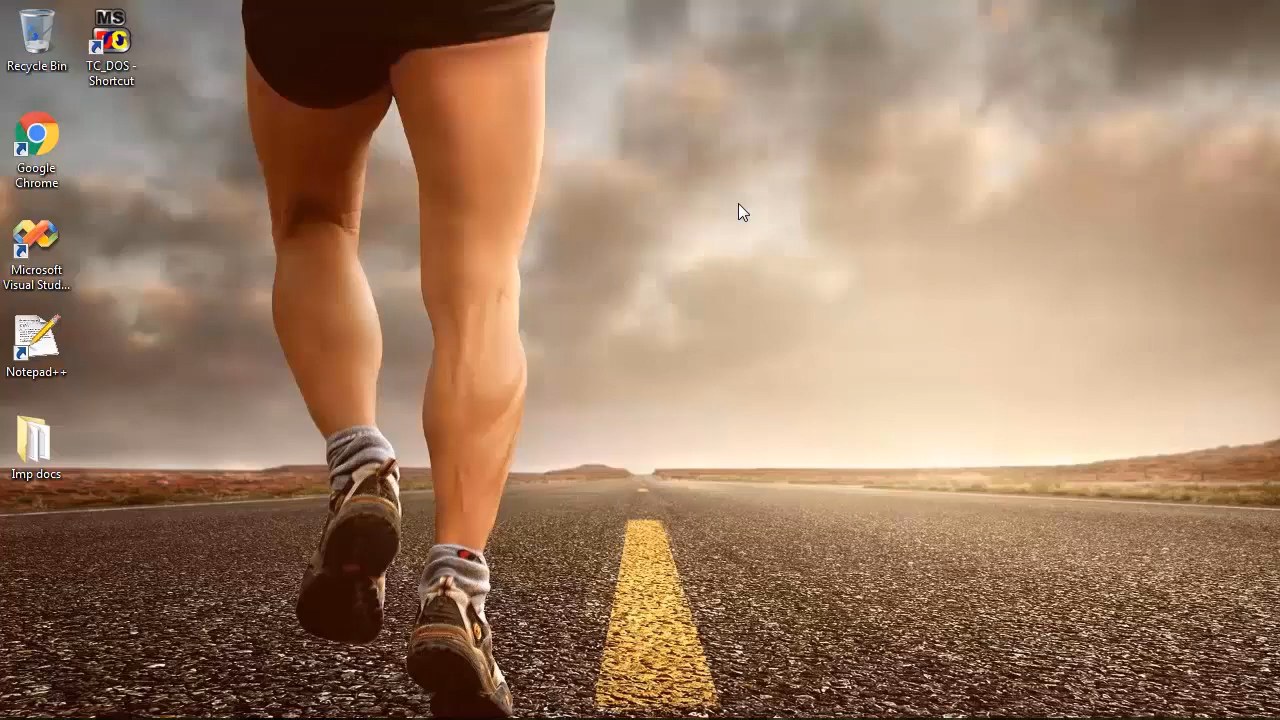 Recycle Bin
MS
TC_DOS -
Shortcut
Google
Chrome
Microsoft
Visual Stud...
Notepad++
Imp docs